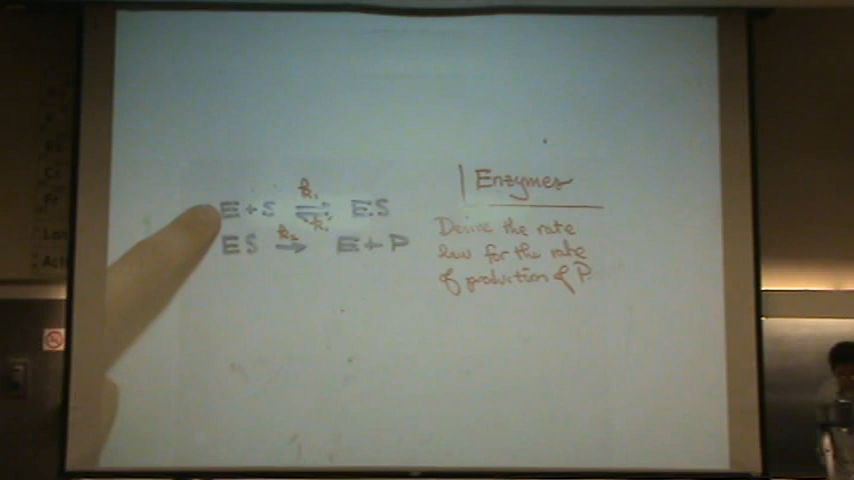 Enzymes
E + S ⇌ E.S
k₁
k₋₁
ES → E + P
k₂
Derive the rate
law for the rate
of production of P.